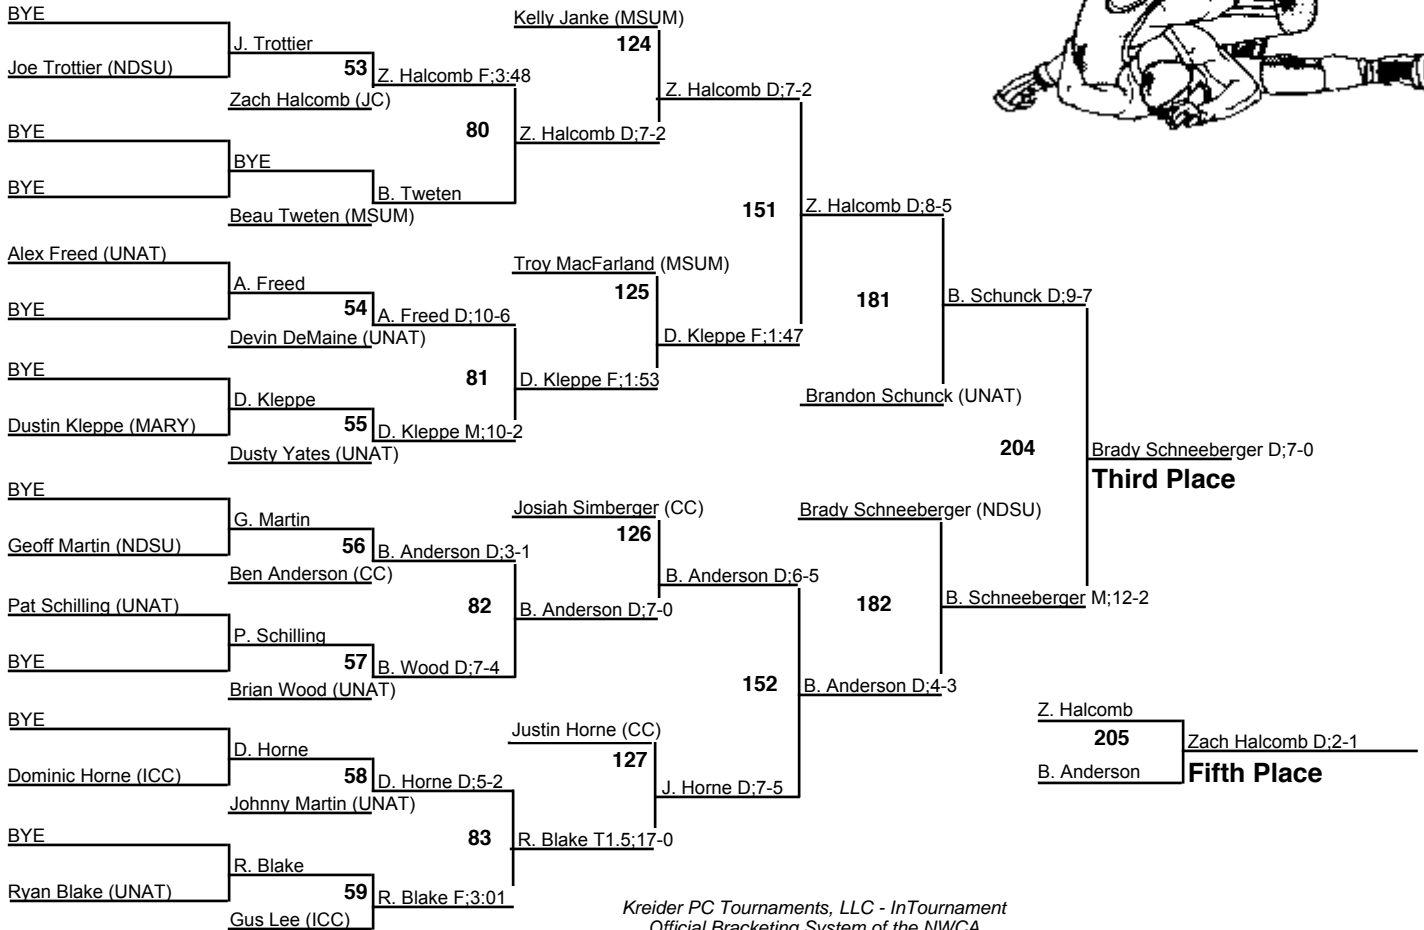 BYE
Joe Trottier (NDSU)
BYE
BYE
Alex Freed (UNAT)
BYE
BYE
Dustin Kleppe (MARY)
BYE
Geoff Martin (NDSU)
Pat Schilling (UNAT)
BYE
BYE
Dominic Horne (ICC)
BYE
Ryan Blake (UNAT)
J. Trottier
53
Zach Halcomb (JC)
BYE
Beau Tweten (MSUM)
A. Freed
54
Devin DeMaine (UNAT)
D. Kleppe
55
Dusty Yates (UNAT)
G. Martin
56
Ben Anderson (CC)
P. Schilling
57
Brian Wood (UNAT)
D. Horne
58
Johnny Martin (UNAT)
R. Blake
59
Gus Lee (ICC)
Z. Halcomb F;3:48
80
B. Tweten
A. Freed D;10-6
81
D. Kleppe M;10-2
B. Anderson D;3-1
82
B. Wood D;7-4
D. Horne D;5-2
83
R. Blake F;3:01
Kelly Janke (MSUM)
124
Z. Halcomb D;7-2
Troy MacFarland (MSUM)
125
D. Kleppe F;1:53
Josiah Simberger (CC)
126
B. Anderson D;7-0
Justin Horne (CC)
127
R. Blake T1.5;17-0
Z. Halcomb D;7-2
151
D. Kleppe F;1:47
B. Anderson D;6-5
152
J. Horne D;7-5
Z. Halcomb D;8-5
181
Brandon Schunck (UNAT)
Brady Schneeberger (NDSU)
182
B. Anderson D;4-3
B. Schunck D;9-7
204
B. Schneeberger M;12-2
Brady Schneeberger D;7-0
Third Place
Z. Halcomb
205
B. Anderson
Zach Halcomb D;2-1
Fifth Place
Kreider PC Tournaments, LLC - InTournament
Official Bracketing System of the NWCA